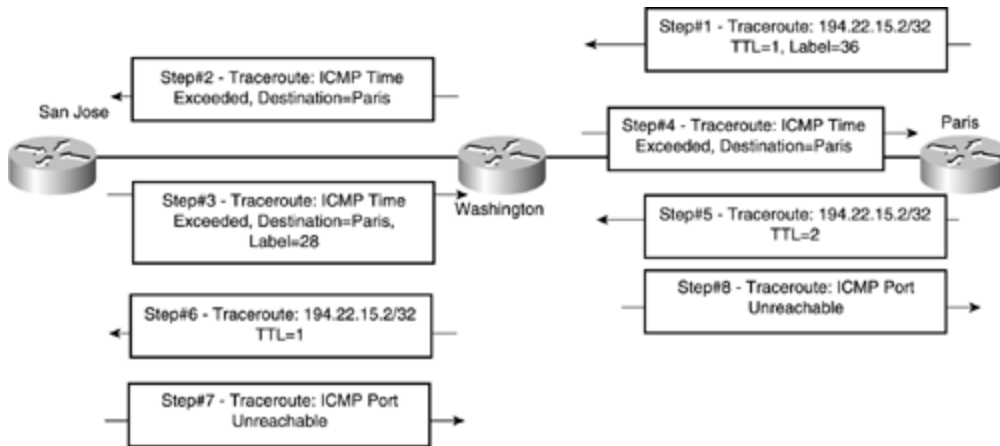 Step#1 - Traceroute: 194.22.15.2/32
TTL=1, Label=36
Step#2 - Traceroute: ICMP Time
Exceeded, Destination=Paris
San Jose
Step#4 - Traceroute: ICMP Time
Exceeded, Destination=Paris
Paris
Washington
Step#3 - Traceroute: ICMP Time
Exceeded, Destination=Paris,
Label=28
Step#5 - Traceroute: 194.22.15.2/32
TTL=2
Step#8 - Traceroute: ICMP Port
Unreachable
Step#6 - Traceroute: 194.22.15.2/32
TTL=1
Step#7 - Traceroute: ICMP Port
Unreachable